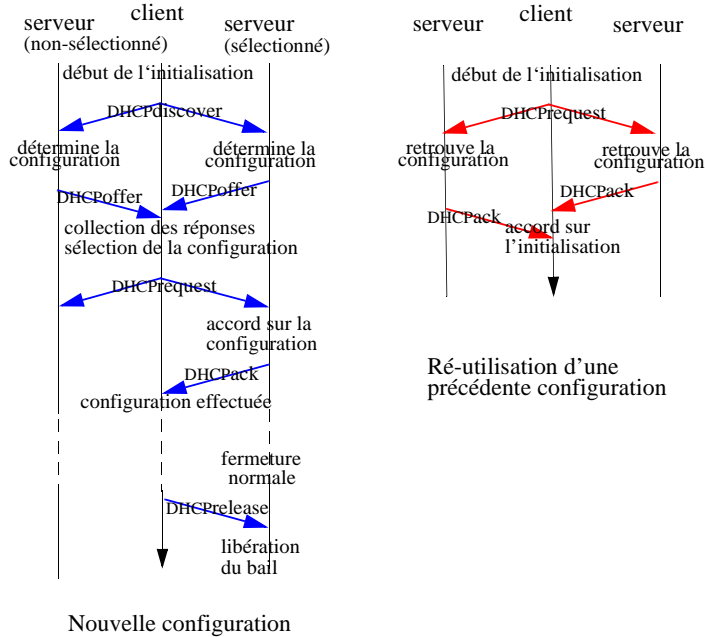 serveur
(non-sélectionné)
client
serveur
(sélectionné)
début de l‘initialisation
DHCPdiscover
détermine la
configuration
détermine la
configuration
DHCPoffer
DHCPoffer
collection des réponses
sélection de la configuration
DHCPrequest
accord sur la
configuration
DHCPack
configuration effectuée
fermeture
normale
DHCPrelease
libération
du bail
Nouvelle configuration
serveur
client
serveur
début de l‘initialisation
DHCPrequest
retrouve la
configuration
retrouve la
configuration
DHCPack
DHCPack
accord sur
l’initialisation
Ré-utilisation d’une
précédente configuration